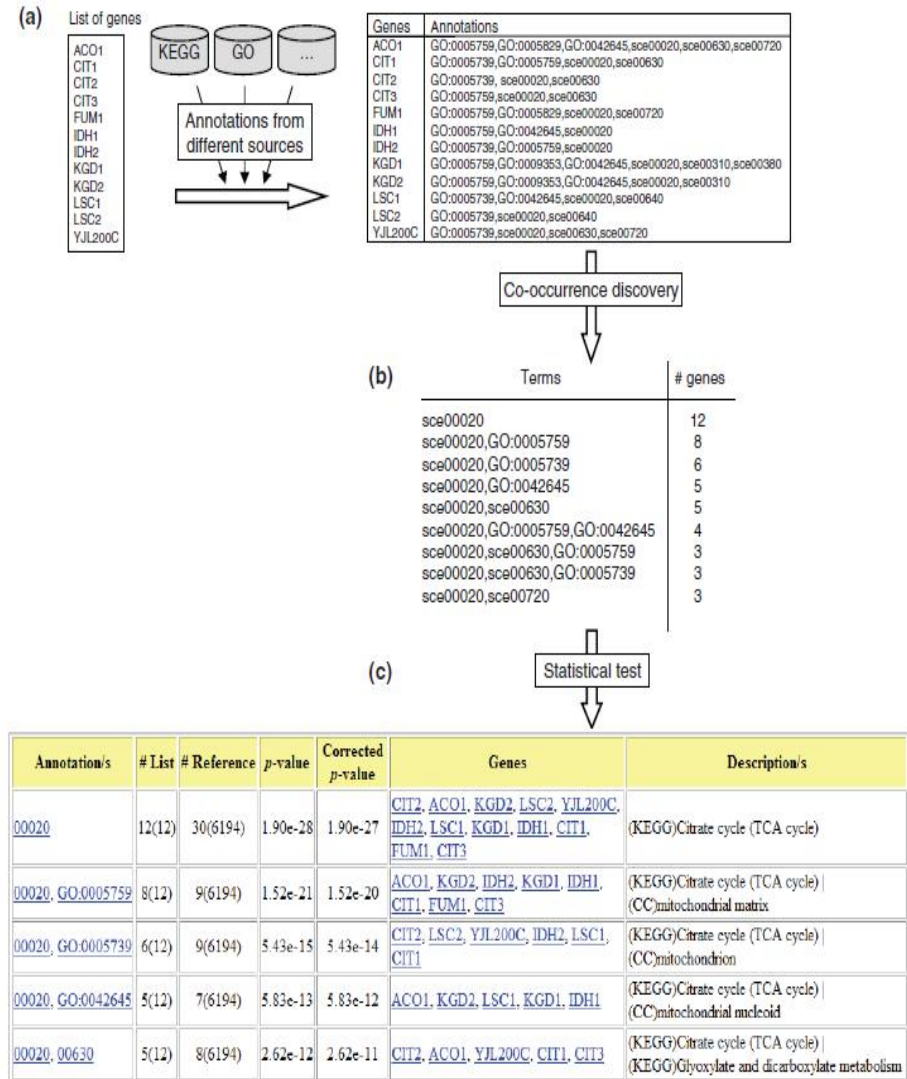 (a)
List of genes
ACO1
CIT1
CIT2
CIT3
FUM1
IDH1
IDH2
KGD1
KGD2
LSC1
LSC2
YJL200C
KEGG GO ...
Annotations from
different sources
Genes Annotations
ACO1 GO:0005759,GO:0005829,GO:0042645,sce00020,sce00630,sce00720
CIT1 GO:0005739,GO:0005759,sce00020,sce00630
CIT2 GO:0005739, sce00020,sce00630
CIT3 GO:0005759,sce00020,sce00630
FUM1 GO:0005759,GO:0005829,sce00020,sce00720
IDH1 GO:0005759,GO:0042645,sce00020
IDH2 GO:0005739,GO:0005759,sce00020
KGD1 GO:0005759,GO:0009353,GO:0042645,sce00020,sce00310,sce00380
KGD2 GO:0005759,GO:0009353,GO:0042645,sce00020,sce00310
LSC1 GO:0005739,GO:0042645,sce00020,sce00640
LSC2 GO:0005739,sce00020,sce00640
YJL200C GO:0005739,sce00020,sce00630,sce00720
Co-occurrence discovery
(b)
Terms # genes
sce00020 12
sce00020,GO:0005759 8
sce00020,GO:0005739 6
sce00020,GO:0042645 5
sce00020,sce00630 5
sce00020,GO:0005759,GO:0042645 4
sce00020,sce00630,GO:0005759 3
sce00020,sce00630,GO:0005739 3
sce00020,sce00720 3
(c)
Statistical test
Annotation/s # List # Reference p-value Corrected p-value Genes Description/s
00020 12(12) 30(6194) 1.90e-28 1.90e-27 CIT2, ACO1, KGD2, LSC2, YJL200C,
IDH2, LSC1, KGD1, IDH1, CIT1,
FUM1, CIT3
(KEGG)Citrate cycle (TCA cycle)
00020, GO:0005759 8(12) 9(6194) 1.52e-21 1.52e-20 ACO1, KGD2, IDH2, KGD1, IDH1,
CIT1, FUM1, CIT3
(KEGG)Citrate cycle (TCA cycle) |
(CC)mitochondrial matrix
00020, GO:0005739 6(12) 9(6194) 5.43e-15 5.43e-14 CIT2, LSC2, YJL200C, IDH2, LSC1,
CIT1
(KEGG)Citrate cycle (TCA cycle) |
(CC)mitochondrion
00020, GO:0042645 5(12) 7(6194) 5.83e-13 5.83e-12 ACO1, KGD2, LSC1, KGD1, IDH1
(KEGG)Citrate cycle (TCA cycle) |
(CC)mitochondrial nucleoid
00020, 00630 5(12) 8(6194) 2.62e-12 2.62e-11 CIT2, ACO1, YJL200C, CIT1, CIT3
(KEGG)Citrate cycle (TCA cycle) |
(KEGG)Glyoxylate and dicarboxylate metabolism